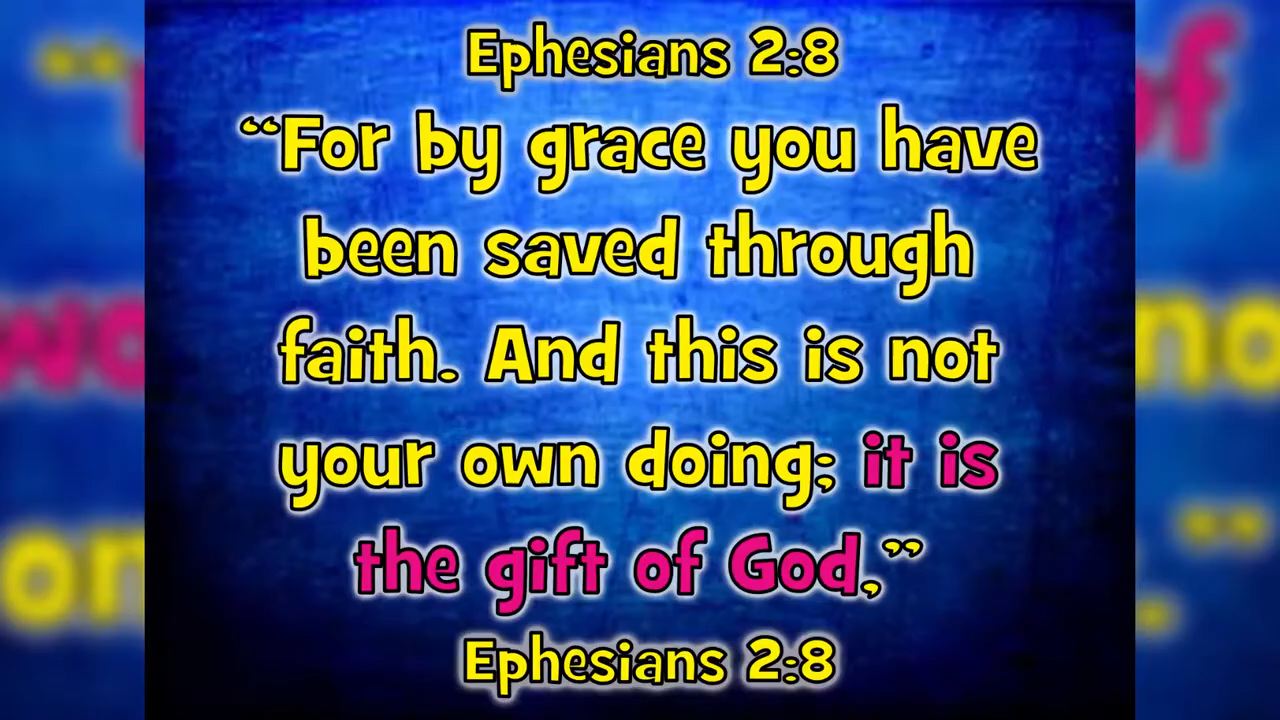 Ephesians 2:8
“For by grace you have
been saved through
faith. And this is not
your own doing; it is
the gift of God,”
Ephesians 2:8